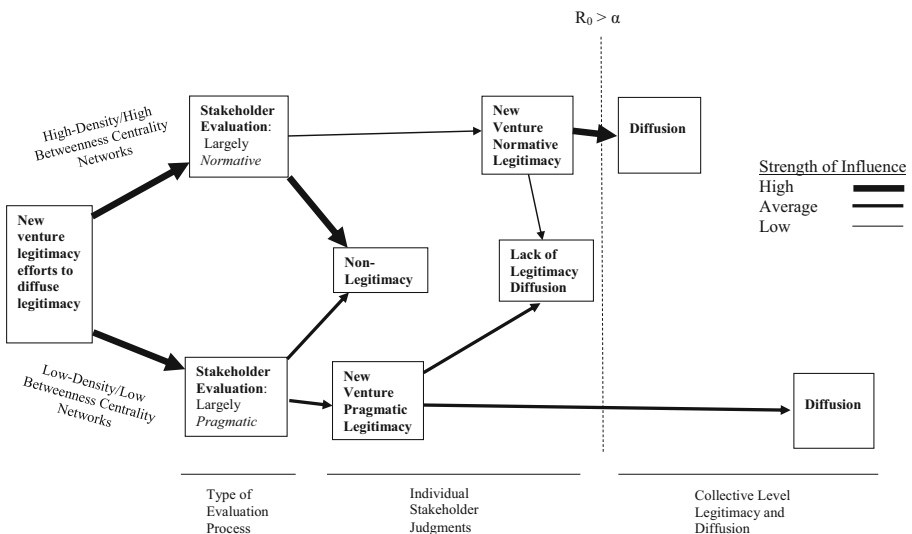 R₀ > α
High-Density/High
Betweenness Centrality
Networks
Stakeholder
Evaluation:
Largely
Normative
New
Venture
Normative
Legitimacy
Diffusion
Strength of Influence
High
Average
Low
New
venture
legitimacy
efforts to
diffuse
legitimacy
Non-
Legitimacy
Lack of
Legitimacy
Diffusion
Low-Density/Low
Betweenness Centrality
Networks
Stakeholder
Evaluation:
Largely
Pragmatic
New
Venture
Pragmatic
Legitimacy
Diffusion
Type of
Evaluation
Process
Individual
Stakeholder
Judgments
Collective Level
Legitimacy and
Diffusion